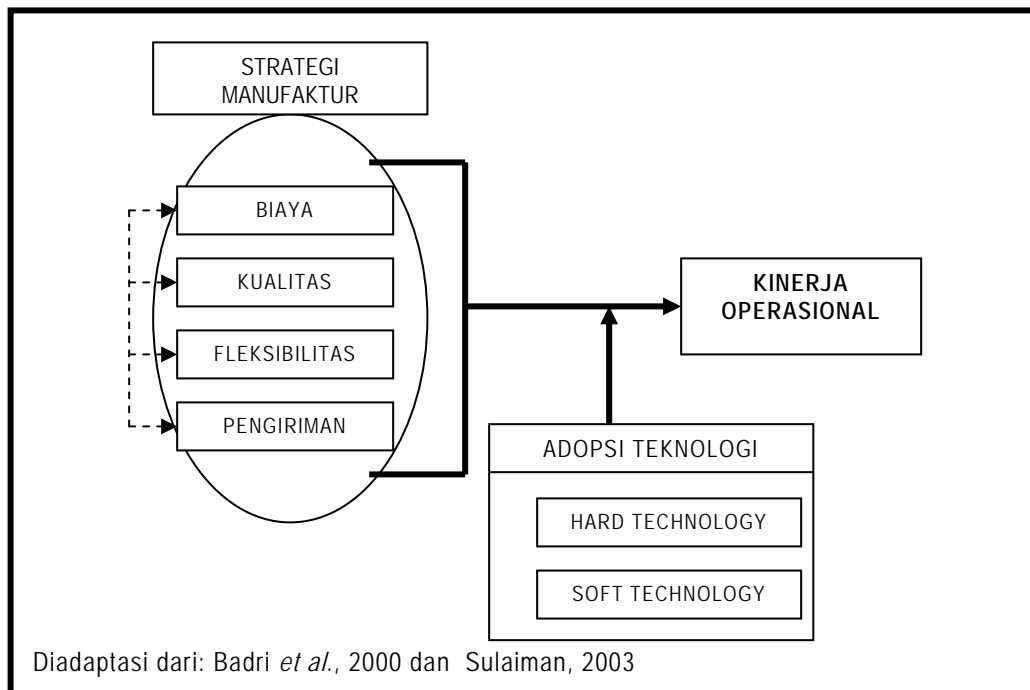 STRATEGI
MANUFAKTUR
BIAYA
KUALITAS
FLEKSIBILITAS
PENGIRIMAN
KINERJA
OPERASIONAL
ADOPSI TEKNOLOGI
HARD TECHNOLOGY
SOFT TECHNOLOGY
Diadaptasi dari: Badri et al., 2000 dan Sulaiman, 2003